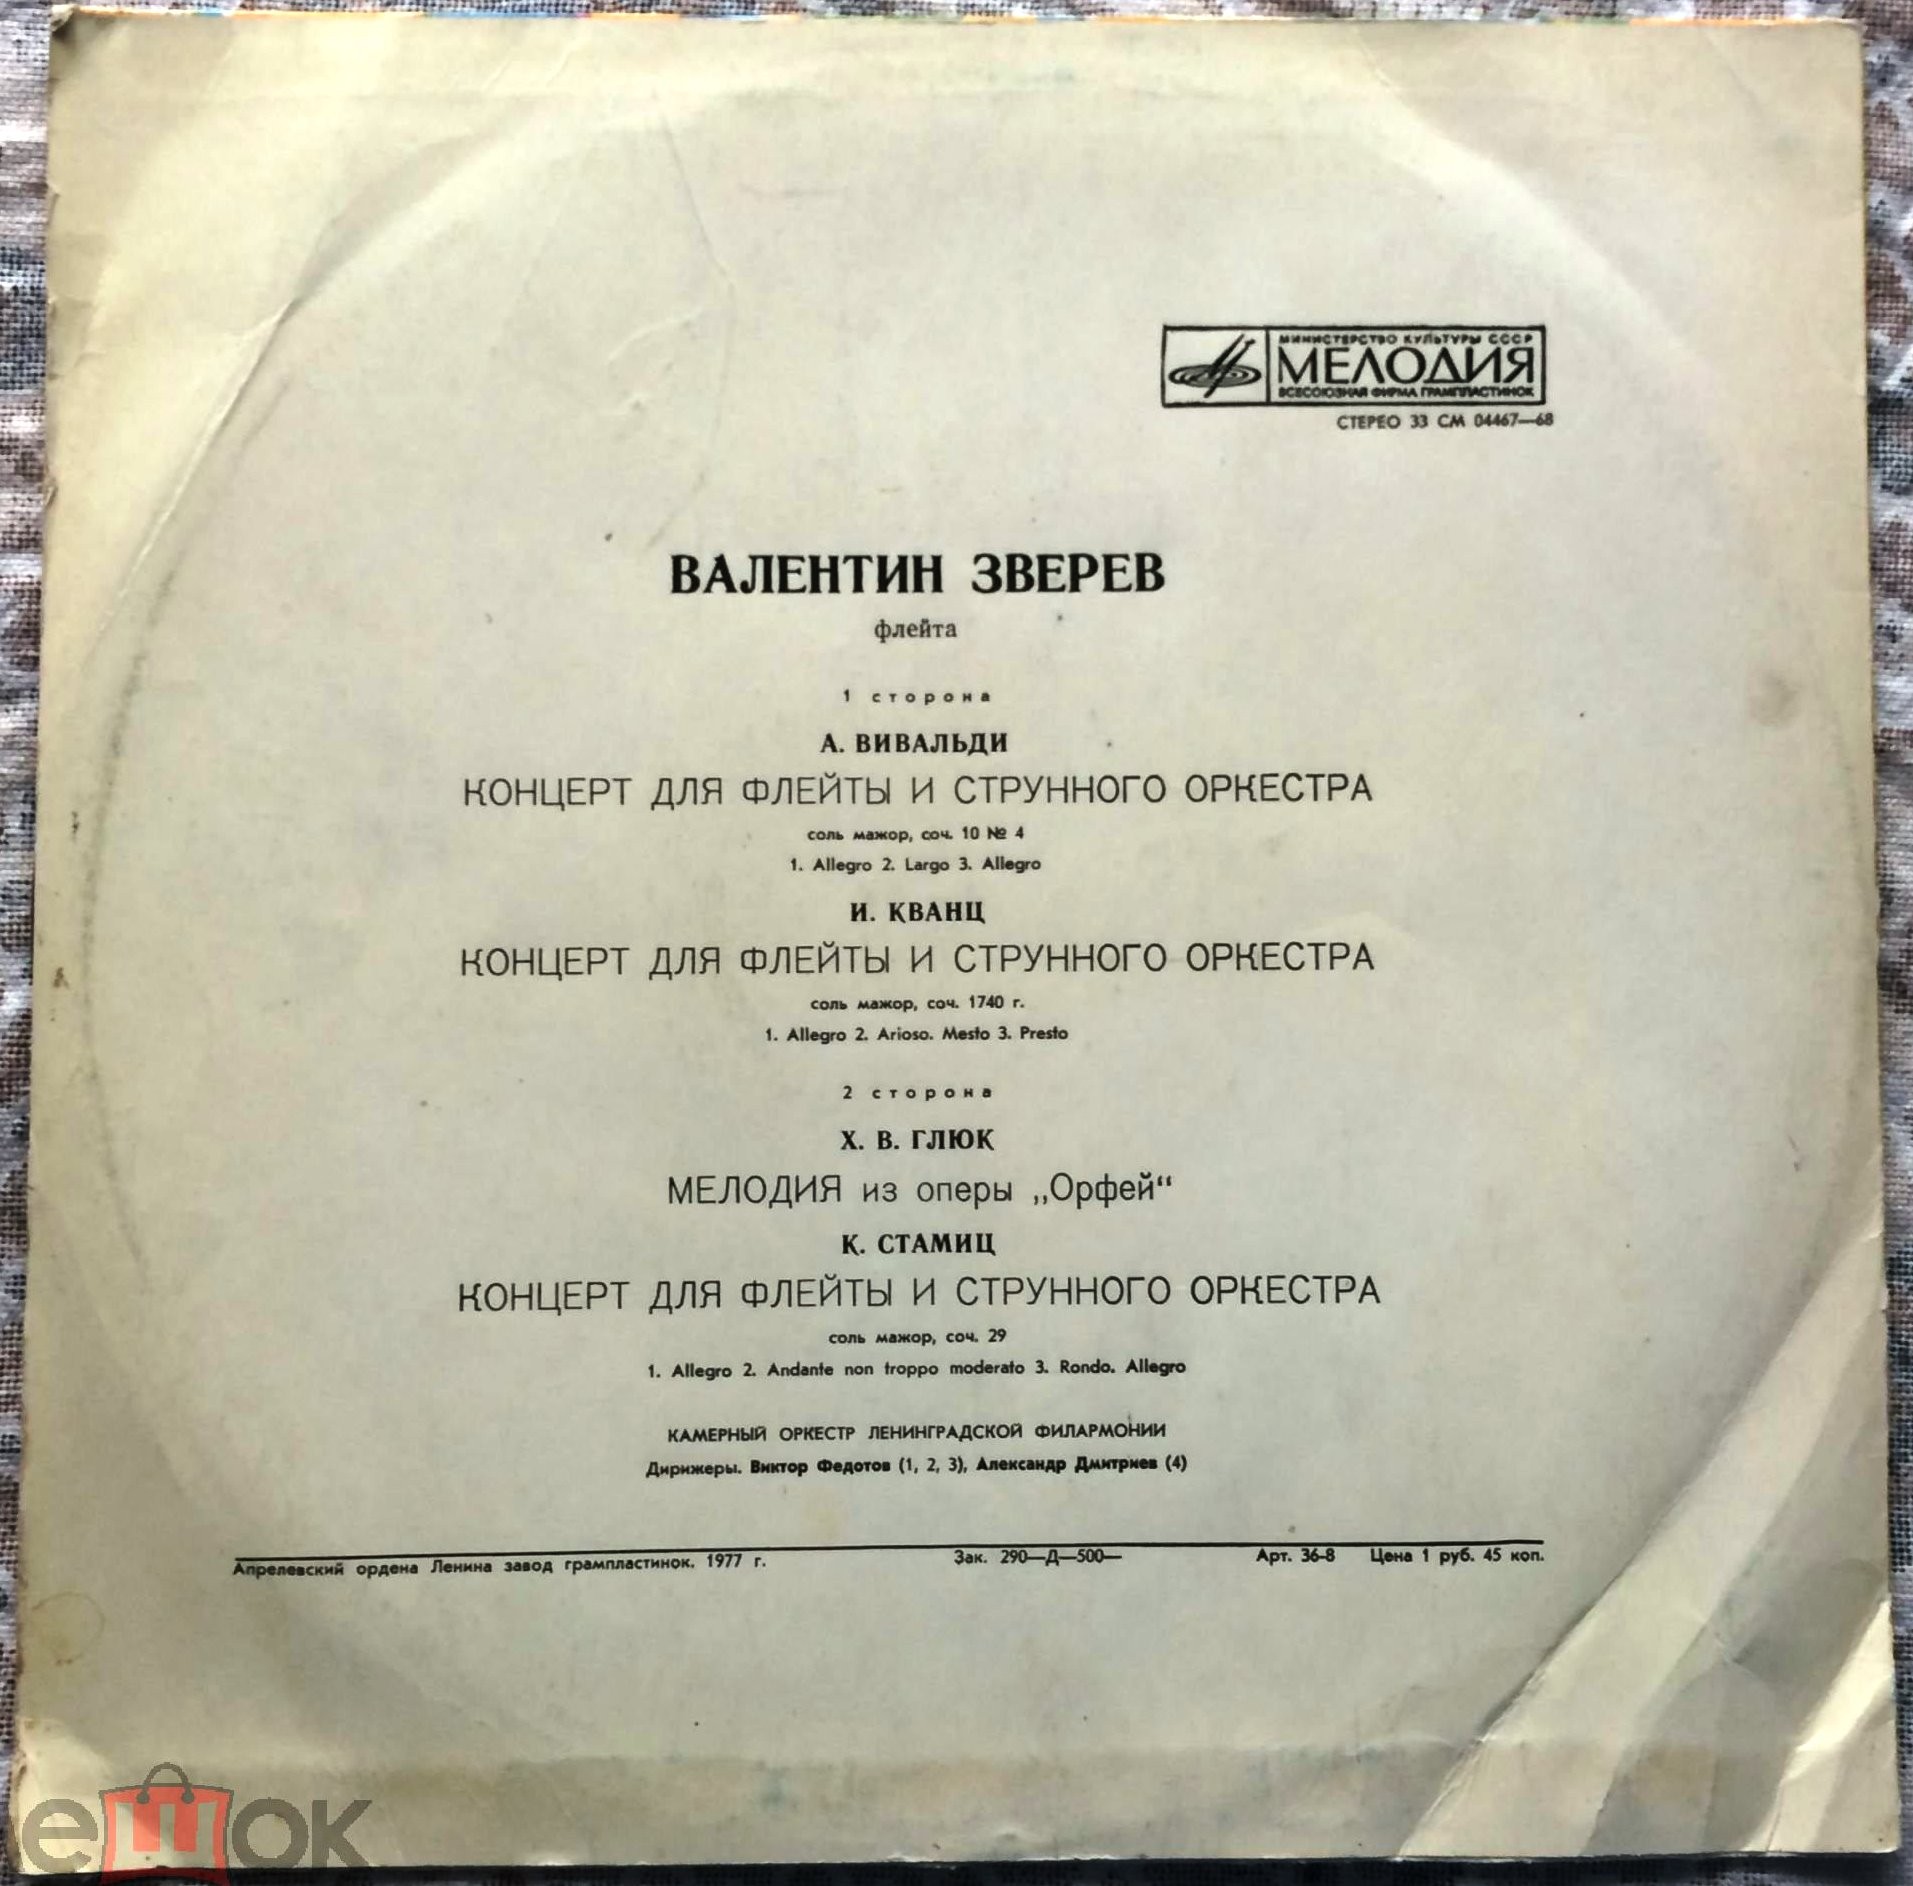 МИНИСТЕРСТВО КУЛЬТУРЫ СССР
МЕЛОДИЯ
ВСЕСОЮЗНАЯ ФИРМА ГРАМПЛАСТИНОК
СТЕРЕО 33 СМ 04467—68
ВАЛЕНТИН ЗВЕРЕВ
флейта
1 сторона
А. ВИВАЛЬДИ
КОНЦЕРТ ДЛЯ ФЛЕЙТЫ И СТРУННОГО ОРКЕСТРА
соль мажор, соч. 10 № 4
1. Allegro 2. Largo 3. Allegro
И. КВАНЦ
КОНЦЕРТ ДЛЯ ФЛЕЙТЫ И СТРУННОГО ОРКЕСТРА
соль мажор, соч. 1740 г.
1. Allegro 2. Arioso. Mesto 3. Presto
2 сторона
Х. В. ГЛЮК
МЕЛОДИЯ из оперы „Орфей“
К. СТАМИЦ
КОНЦЕРТ ДЛЯ ФЛЕЙТЫ И СТРУННОГО ОРКЕСТРА
соль мажор, соч. 29
1. Allegro 2. Andante non troppo moderato 3. Rondo. Allegro
КАМЕРНЫЙ ОРКЕСТР ЛЕНИНГРАДСКОЙ ФИЛАРМОНИИ
Дирижеры. Виктор Федотов (1, 2, 3), Александр Дмитриев (4)
Апрелевский ордена Ленина завод грампластинок. 1977 г. Зак. 290—Д—500— Арт. 36-8 Цена 1 руб. 45 коп.
ешок